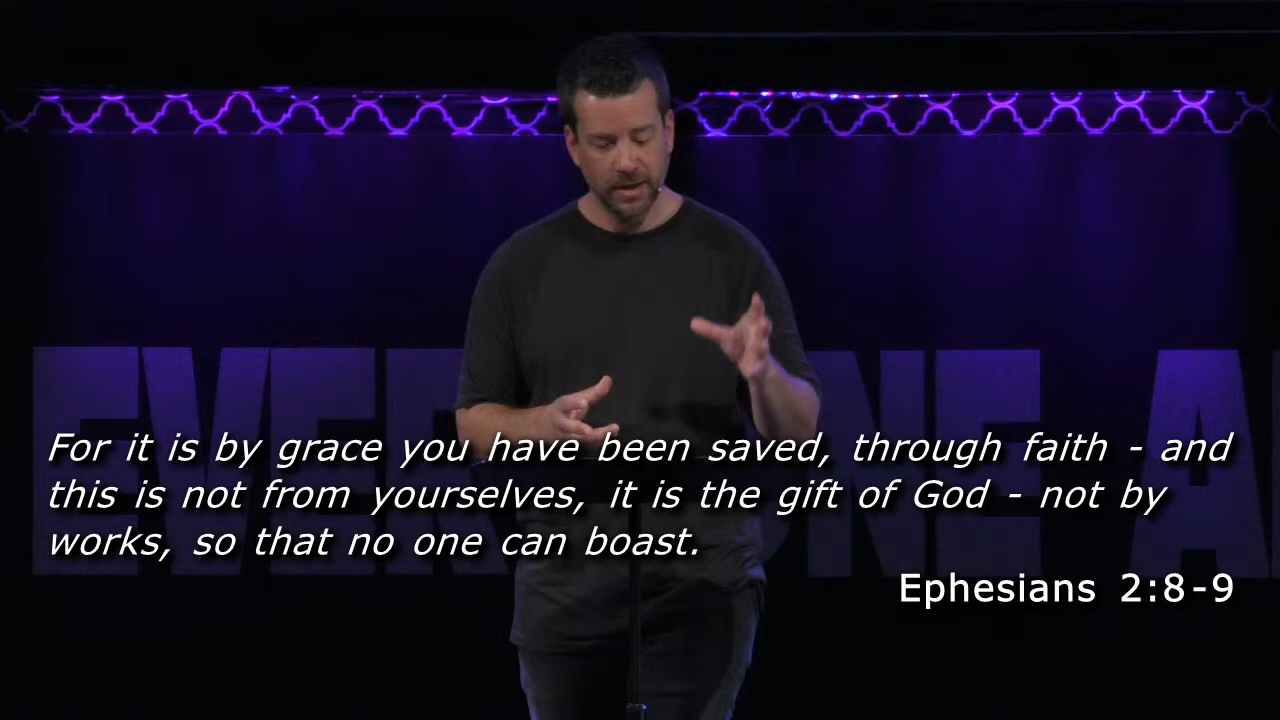 EVERYONE A
For it is by grace you have been saved, through faith - and
this is not from yourselves, it is the gift of God - not by
works, so that no one can boast.
Ephesians 2:8-9